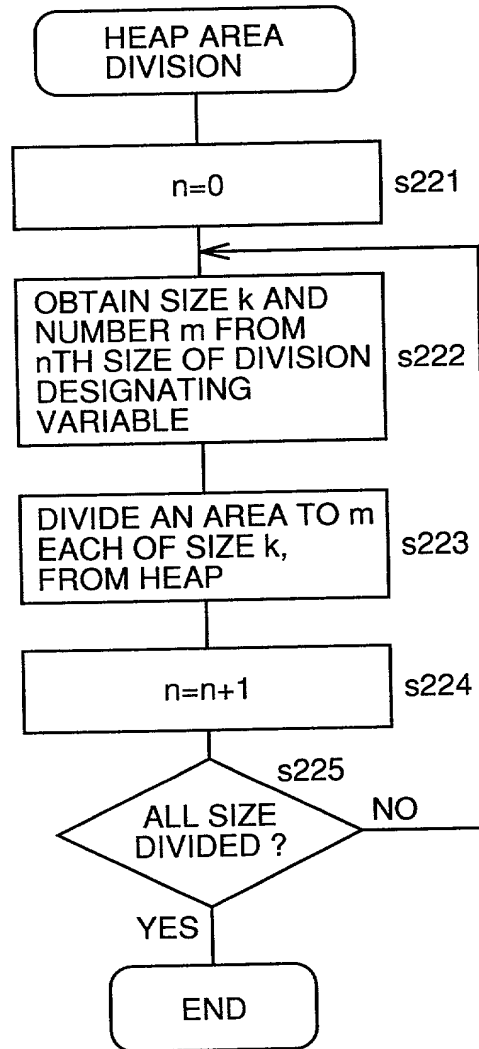 HEAP AREA
DIVISION
n=0
s221
OBTAIN SIZE k AND
NUMBER m FROM
nTH SIZE OF DIVISION
DESIGNATING
VARIABLE
s222
DIVIDE AN AREA TO m
EACH OF SIZE k,
FROM HEAP
s223
n=n+1
s224
s225
ALL SIZE
DIVIDED ?
NO
YES
END